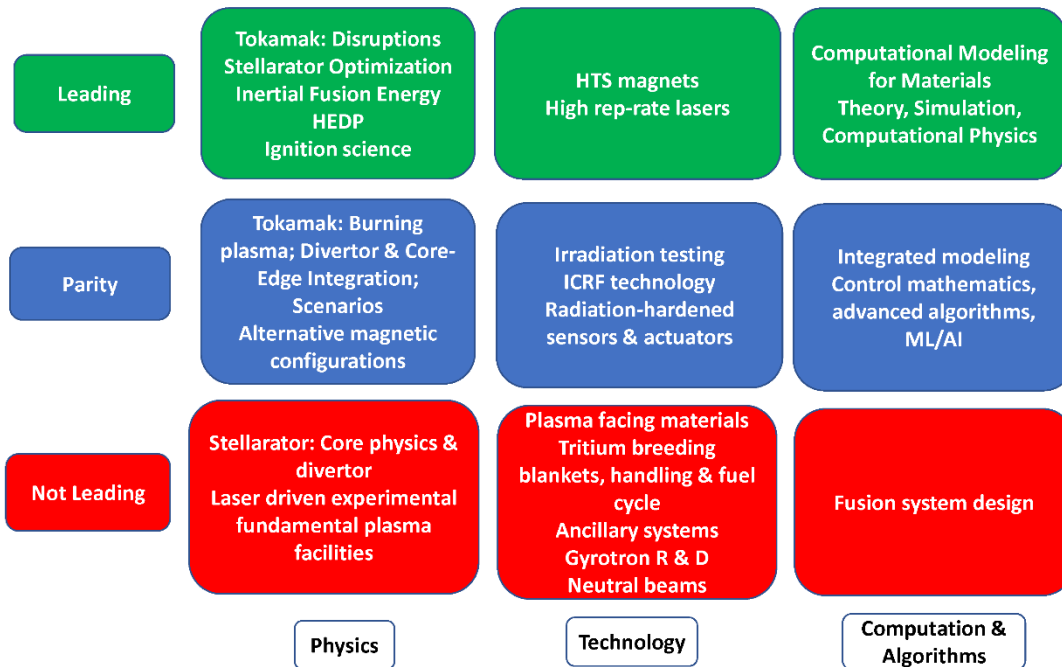 Leading
Tokamak: Disruptions
Stellarator Optimization
Inertial Fusion Energy
HEDP
Ignition science
HTS magnets
High rep-rate lasers
Computational Modeling
for Materials
Theory, Simulation,
Computational Physics
Parity
Tokamak: Burning
plasma; Divertor & Core-
Edge Integration;
Scenarios
Alternative magnetic
configurations
Irradiation testing
ICRF technology
Radiation-hardened
sensors & actuators
Integrated modeling
Control mathematics,
advanced algorithms,
ML/AI
Not Leading
Stellarator: Core physics &
divertor
Laser driven experimental
fundamental plasma
facilities
Plasma facing materials
Tritium breeding
blankets, handling & fuel
cycle
Ancillary systems
Gyrotron R & D
Neutral beams
Fusion system design
Physics
Technology
Computation &
Algorithms